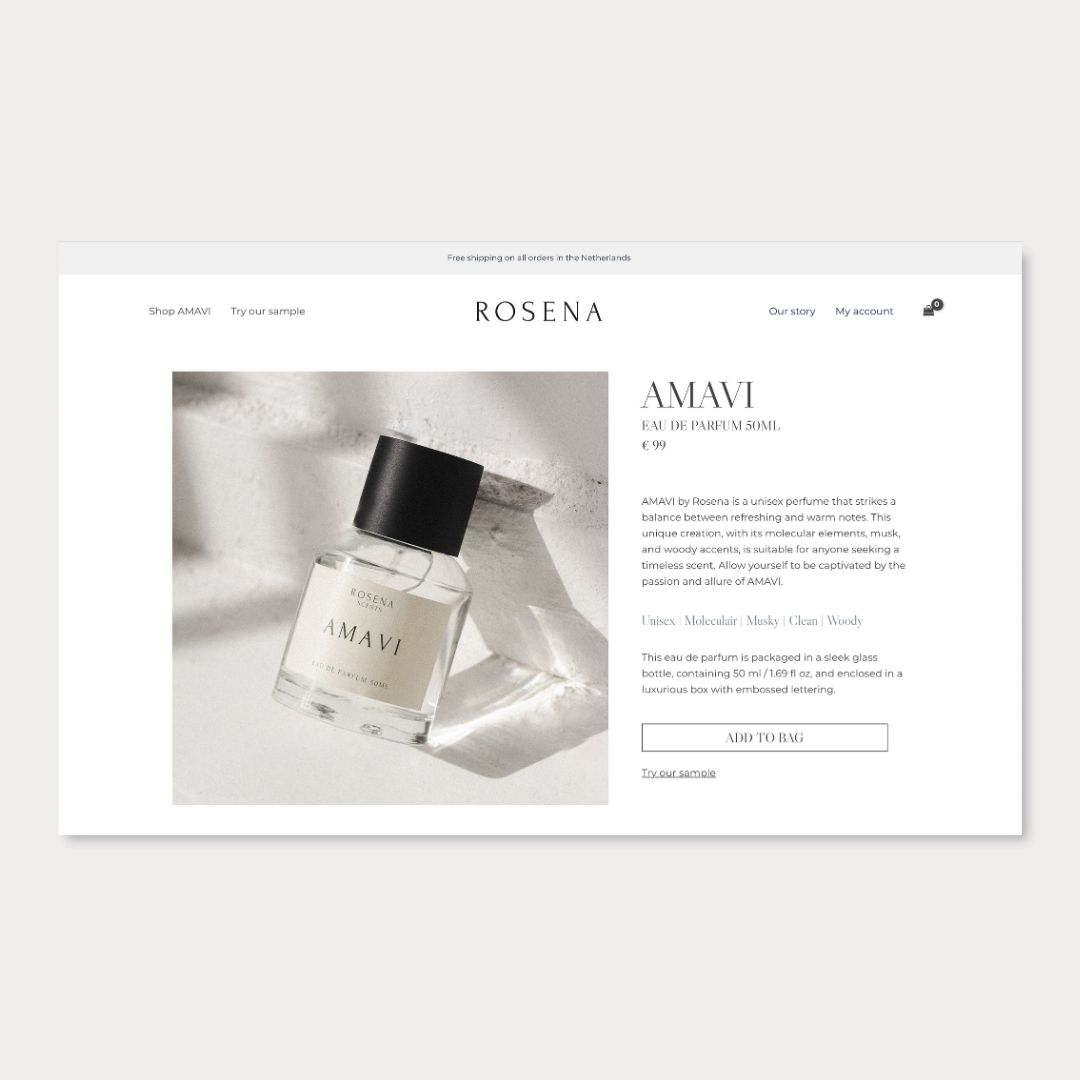 Free shipping on all orders in the Netherlands
Shop AMAVI
Try our sample
ROSENA
Our story
My account
0
ROSENA
SCENTS
AMAVI
EAU DE PARFUM 50ML
AMAVI
EAU DE PARFUM 50ML
€ 99
AMAVI by Rosena is a unisex perfume that strikes a
balance between refreshing and warm notes. This
unique creation, with its molecular elements, musk,
and woody accents, is suitable for anyone seeking a
timeless scent. Allow yourself to be captivated by the
passion and allure of AMAVI.
Unisex | Moleculair | Musky | Clean | Woody
This eau de parfum is packaged in a sleek glass
bottle, containing 50 ml / 1.69 fl oz, and enclosed in a
luxurious box with embossed lettering.
ADD TO BAG
Try our sample